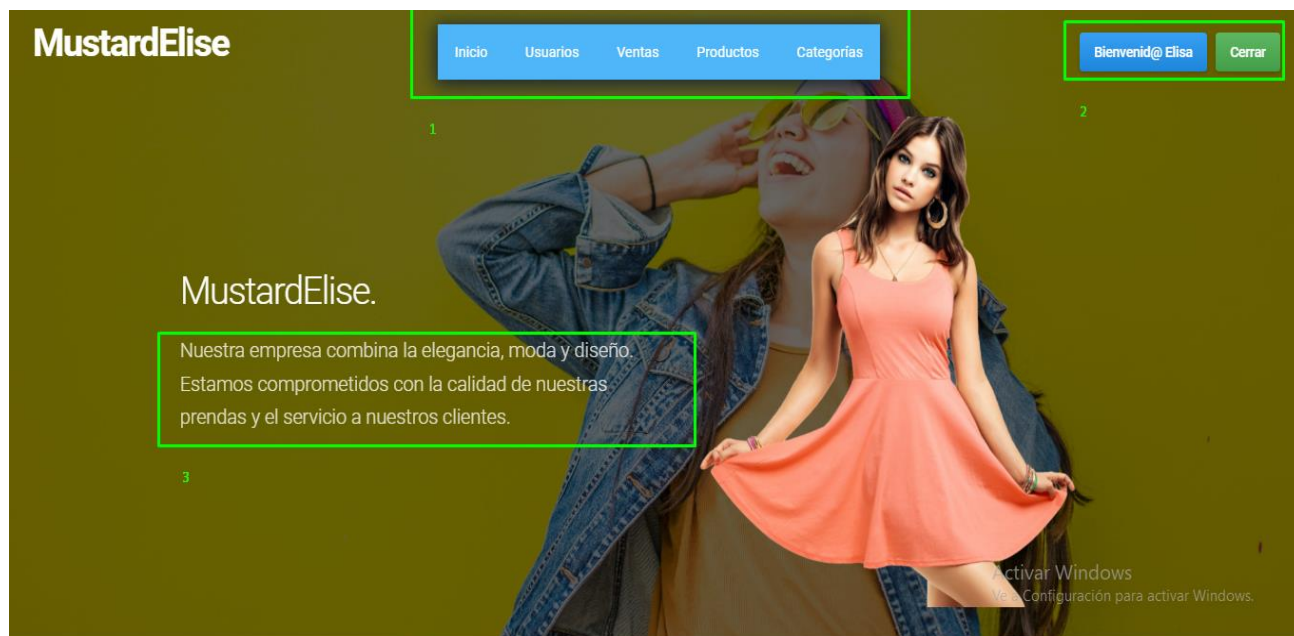 MustardElise
Inicio Usuarios Ventas Productos Categorías
Bienvenid@ Elisa Cerrar
1
2
MustardElise.
Nuestra empresa combina la elegancia, moda y diseño.
Estamos comprometidos con la calidad de nuestras
prendas y el servicio a nuestros clientes.
3
Activar Windows
Ve a Configuración para activar Windows.